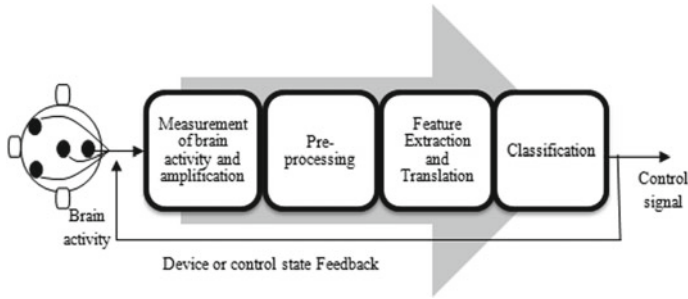 Measurement
of brain
activity and
amplification
Pre-
processing
Feature
Extraction
and
Translation
Classification
Control
signal
Brain
activity
Device or control state Feedback